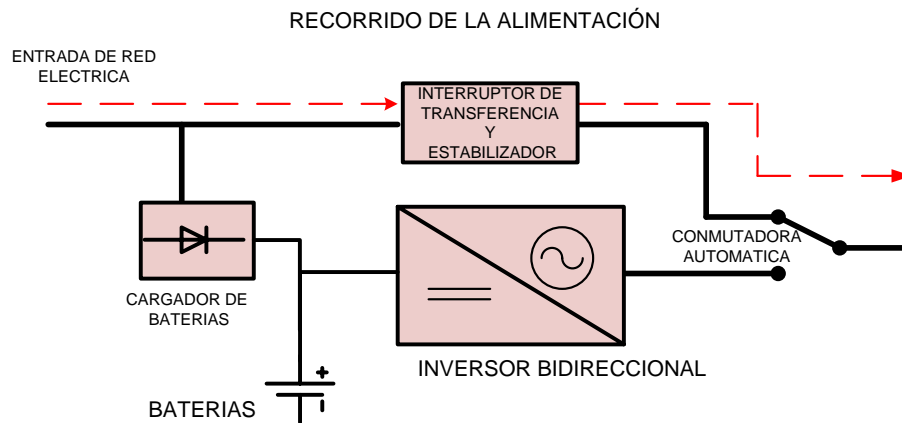 RECORRIDO DE LA ALIMENTACIÓN
ENTRADA DE RED
ELECTRICA
INTERRUPTOR DE
TRANSFERENCIA
Y
ESTABILIZADOR
CONMUTADORA
AUTOMATICA
CARGADOR DE
BATERIAS
INVERSOR BIDIRECCIONAL
BATERIAS